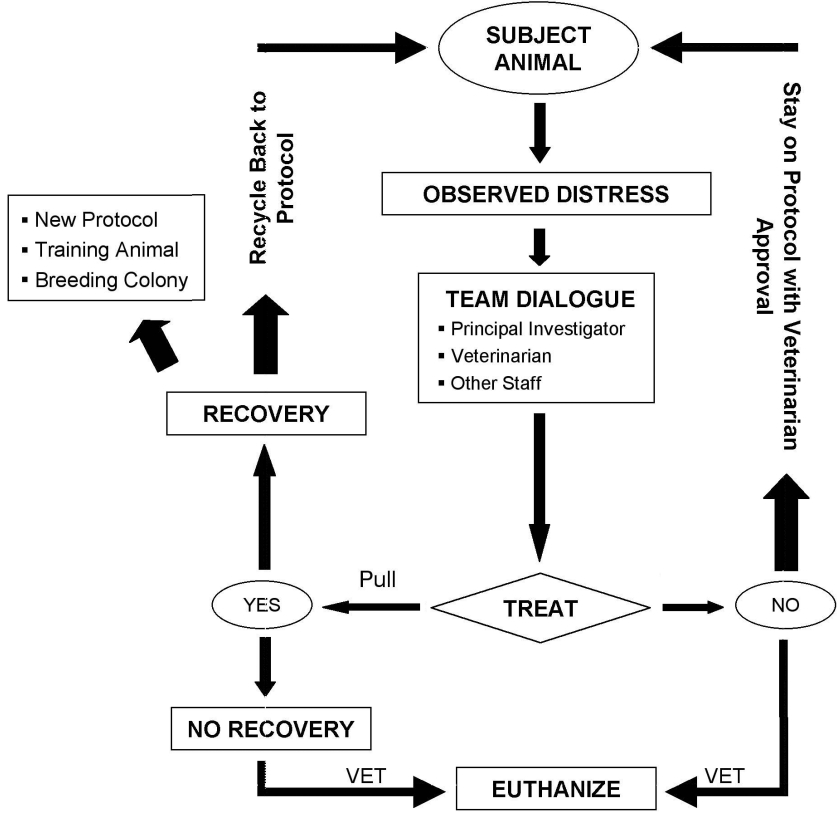 SUBJECT
ANIMAL
Recycle Back to
Protocol
Stay on Protocol with Veterinarian
Approval
OBSERVED DISTRESS
▪ New Protocol
▪ Training Animal
▪ Breeding Colony
TEAM DIALOGUE
▪ Principal Investigator
▪ Veterinarian
▪ Other Staff
RECOVERY
Pull
YES
TREAT
NO
NO RECOVERY
VET
EUTHANIZE
VET